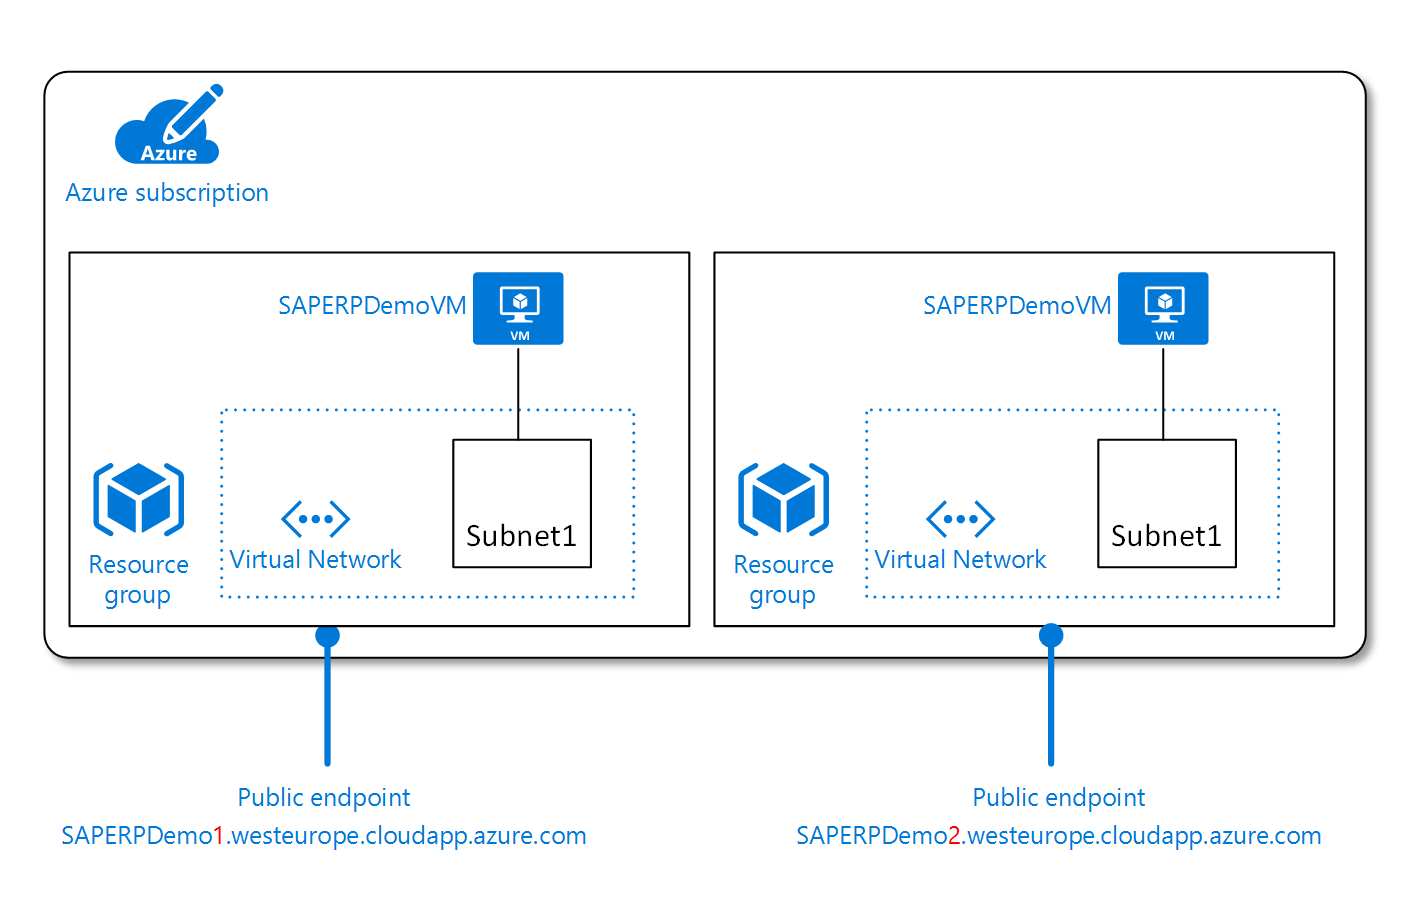 Azure
Azure subscription
SAPERPDemoVM
VM
Subnet1
Virtual Network
Resource
group
SAPERPDemoVM
VM
Subnet1
Virtual Network
Resource
group
Public endpoint
SAPERPDemo1.westeurope.cloudapp.azure.com
Public endpoint
SAPERPDemo2.westeurope.cloudapp.azure.com